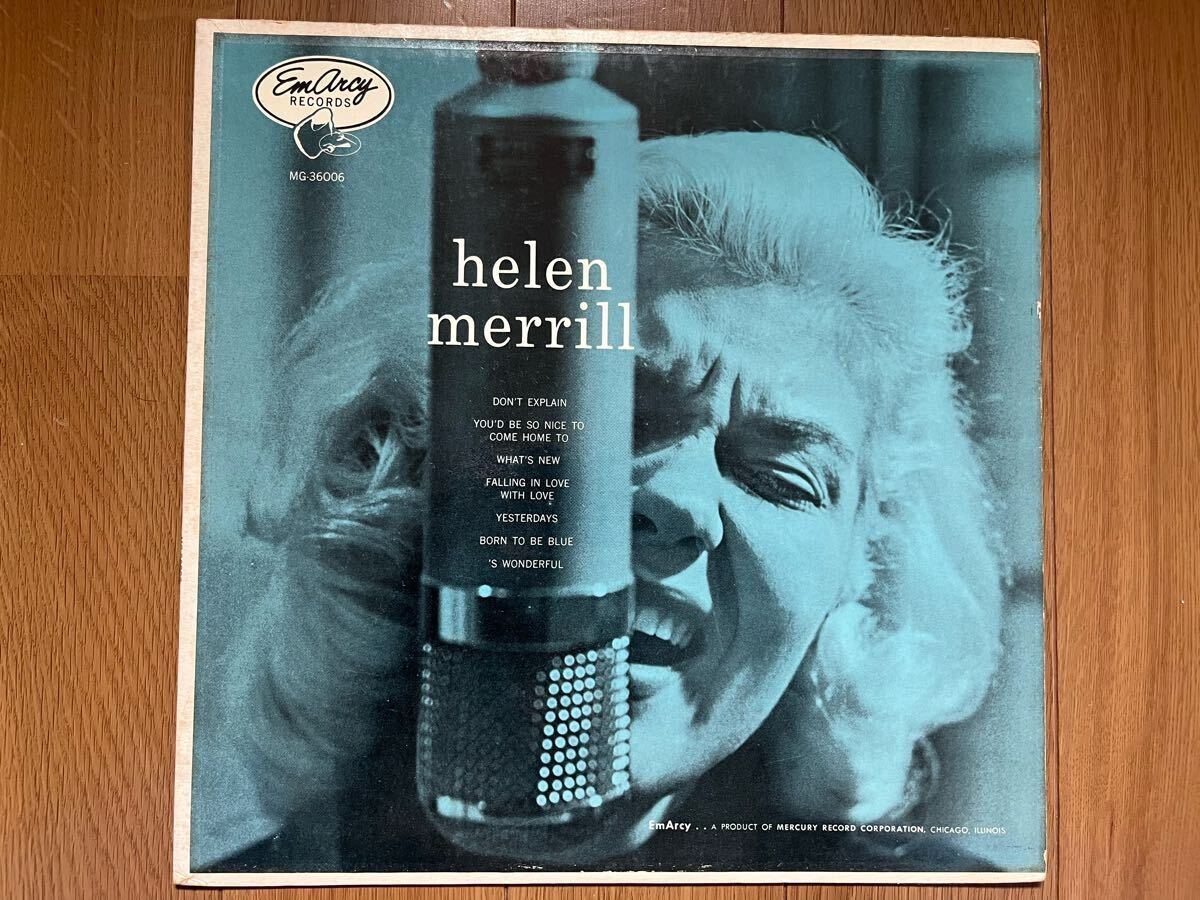 EmArcy
RECORDS
MG-36006
helen
merrill
DON'T EXPLAIN
YOU'D BE SO NICE TO
COME HOME TO
WHAT'S NEW
FALLING IN LOVE
WITH LOVE
YESTERDAYS
BORN TO BE BLUE
'S WONDERFUL
EmArcy . . A PRODUCT OF MERCURY RECORD CORPORATION, CHICAGO, ILLINOIS